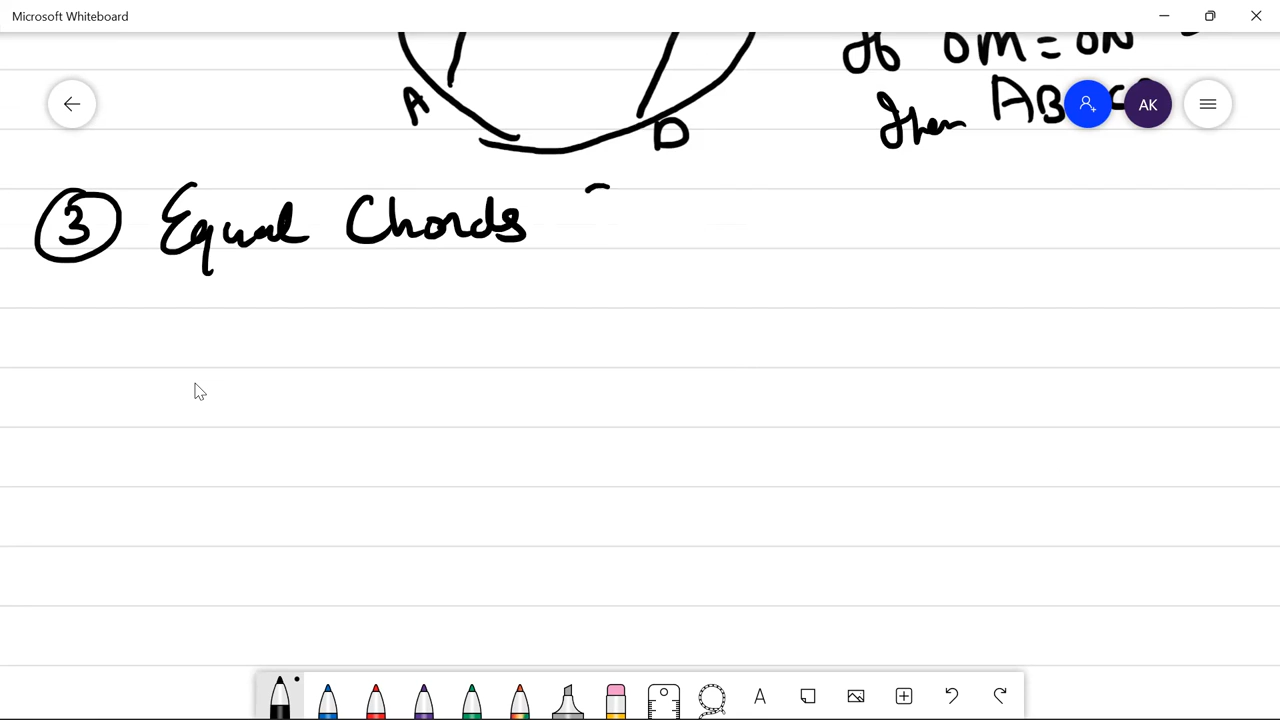 Microsoft Whiteboard
If OM = ON
A
Then AB
AK
D
3 Equal Chords
A